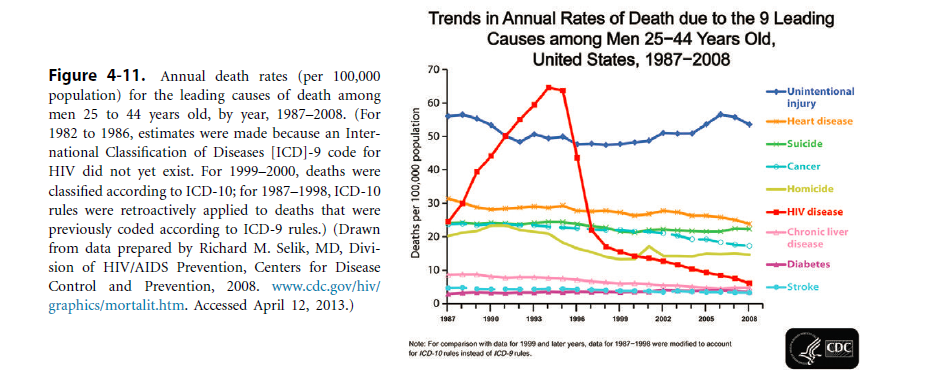 Figure 4-11. Annual death rates (per 100,000
population) for the leading causes of death among
men 25 to 44 years old, by year, 1987–2008. (For
1982 to 1986, estimates were made because an Inter-
national Classification of Diseases [ICD]-9 code for
HIV did not yet exist. For 1999–2000, deaths were
classified according to ICD-10; for 1987–1998, ICD-10
rules were retroactively applied to deaths that were
previously coded according to ICD-9 rules.) (Drawn
from data prepared by Richard M. Selik, MD, Divi-
sion of HIV/AIDS Prevention, Centers for Disease
Control and Prevention, 2008. www.cdc.gov/hiv/
graphics/mortalit.htm. Accessed April 12, 2013.)
Trends in Annual Rates of Death due to the 9 Leading
Causes among Men 25−44 Years Old,
United States, 1987−2008
Deaths per 100,000 population
70
60
50
40
30
20
10
0
1987 1990 1993 1996 1999 2002 2005 2008
Unintentional
injury
Heart disease
Suicide
Cancer
Homicide
HIV disease
Chronic liver
disease
Diabetes
Stroke
Note: For comparison with data for 1999 and later years, data for 1987−1998 were modified to account
for ICD-10 rules instead of ICD-9 rules.
CDC